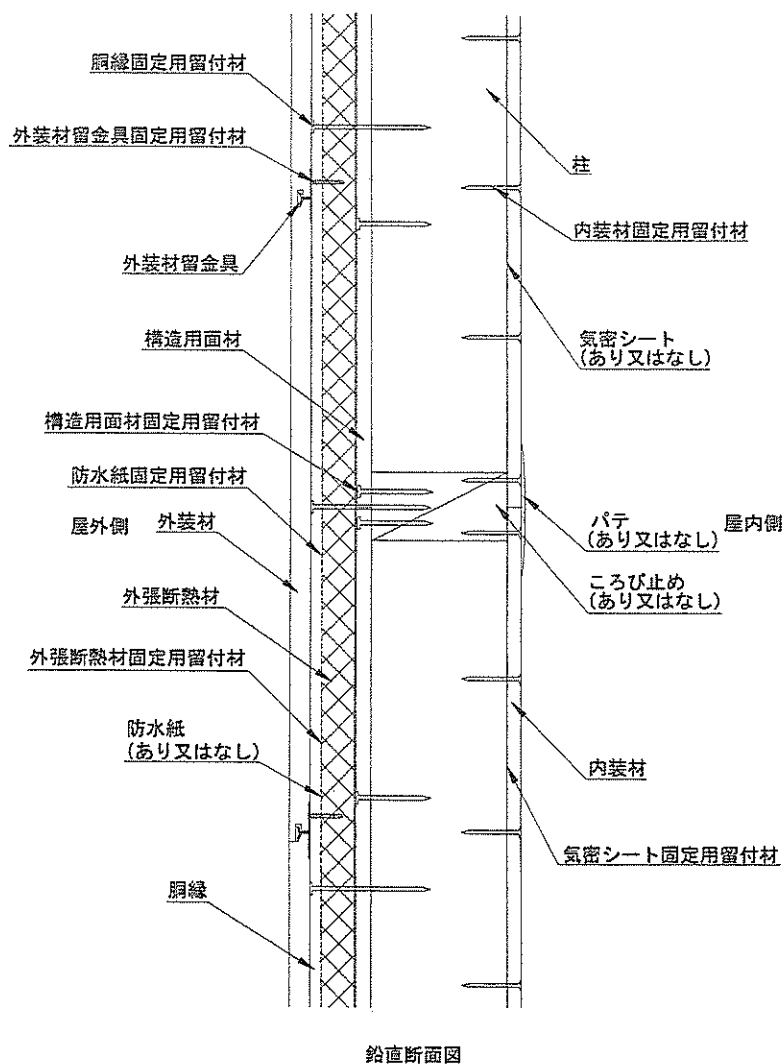 胴縁固定用留付材
外装材留金具固定用留付材
外装材留金具
構造用面材
構造用面材固定用留付材
防水紙固定用留付材
屋外側
外装材
外張断熱材
外張断熱材固定用留付材
防水紙
(あり又はなし)
胴縁
柱
内装材固定用留付材
気密シート
(あり又はなし)
パテ
(あり又はなし)
屋内側
ころび止め
(あり又はなし)
内装材
気密シート固定用留付材
鉛直断面図